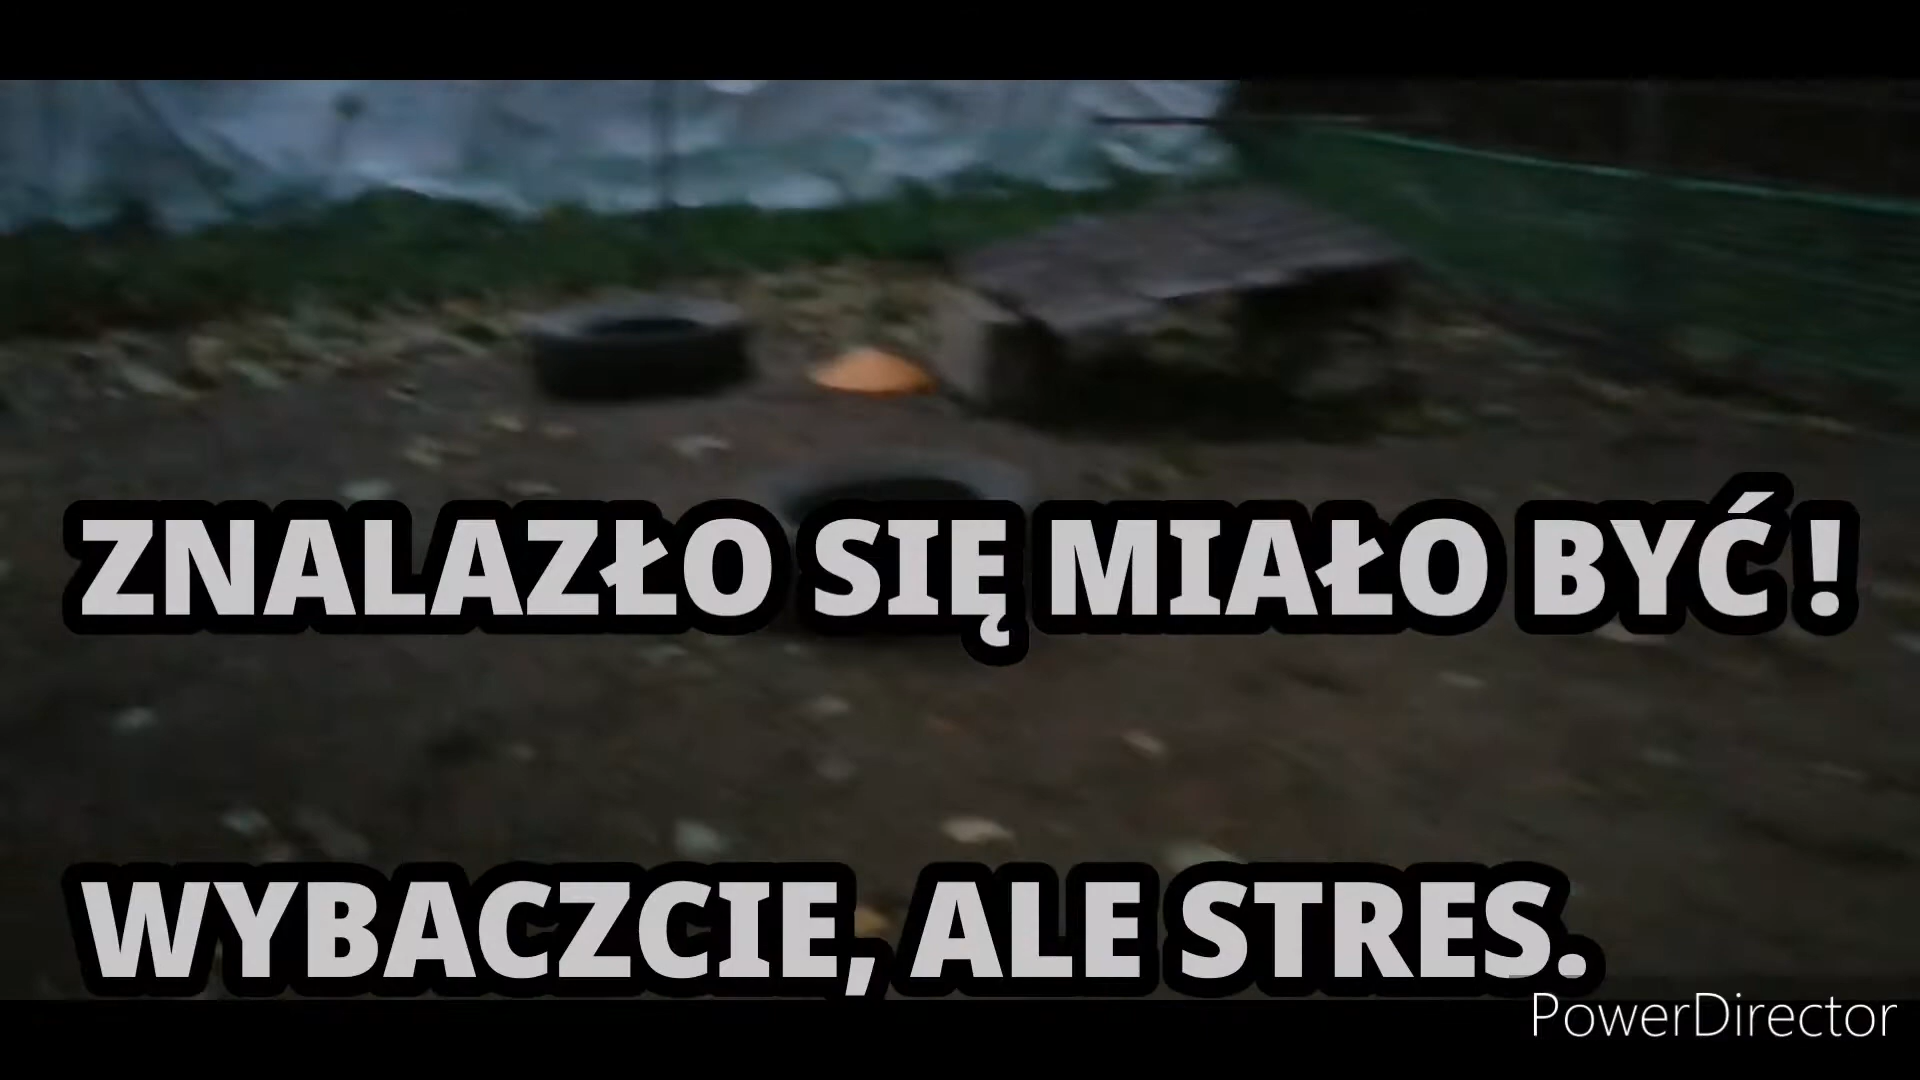 ZNALAZŁO SIĘ MIAŁO BYĆ !
WYBACZCIE, ALE STRES.
PowerDirector